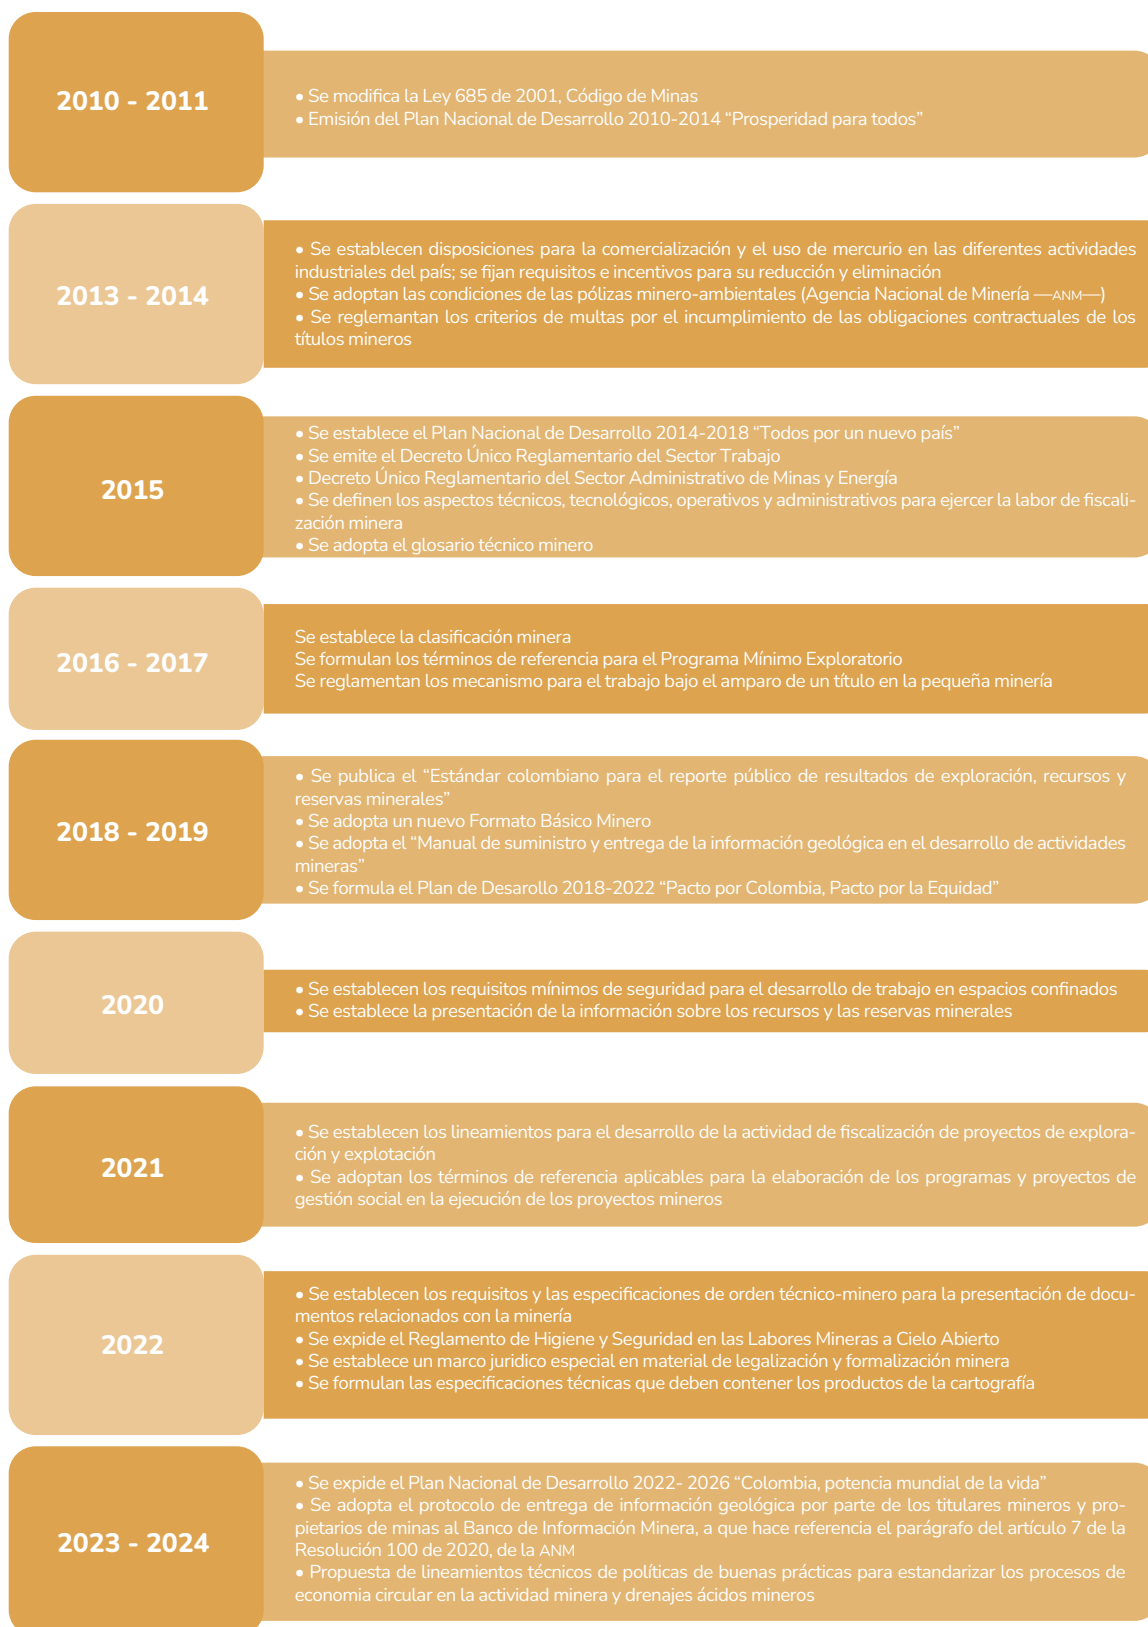 2010 - 2011
• Se modifica la Ley 685 de 2001, Código de Minas
• Emisión del Plan Nacional de Desarrollo 2010-2014 “Prosperidad para todos”
2013 - 2014
• Se establecen disposiciones para la comercialización y el uso de mercurio en las diferentes actividades
industriales del país; se fijan requisitos e incentivos para su reducción y eliminación
• Se adoptan las condiciones de las pólizas minero-ambientales (Agencia Nacional de Minería —ANM—)
• Se reglemantan los criterios de multas por el incumplimiento de las obligaciones contractuales de los
títulos mineros
2015
• Se establece el Plan Nacional de Desarrollo 2014-2018 “Todos por un nuevo país”
• Se emite el Decreto Único Reglamentario del Sector Trabajo
• Decreto Único Reglamentario del Sector Administrativo de Minas y Energía
• Se definen los aspectos técnicos, tecnológicos, operativos y administrativos para ejercer la labor de fiscali-
zación minera
• Se adopta el glosario técnico minero
2016 - 2017
Se establece la clasificación minera
Se formulan los términos de referencia para el Programa Mínimo Exploratorio
Se reglamentan los mecanismo para el trabajo bajo el amparo de un título en la pequeña minería
2018 - 2019
• Se publica el “Estándar colombiano para el reporte público de resultados de exploración, recursos y
reservas minerales”
• Se adopta un nuevo Formato Básico Minero
• Se adopta el “Manual de suministro y entrega de la información geológica en el desarrollo de actividades
mineras”
• Se formula el Plan de Desarollo 2018-2022 “Pacto por Colombia, Pacto por la Equidad”
2020
• Se establecen los requisitos mínimos de seguridad para el desarrollo de trabajo en espacios confinados
• Se establece la presentación de la información sobre los recursos y las reservas minerales
2021
• Se establecen los lineamientos para el desarrollo de la actividad de fiscalización de proyectos de explora-
ción y explotación
• Se adoptan los términos de referencia aplicables para la elaboración de los programas y proyectos de
gestión social en la ejecución de los proyectos mineros
2022
• Se establecen los requisitos y las especificaciones de orden técnico-minero para la presentación de docu-
mentos relacionados con la minería
• Se expide el Reglamento de Higiene y Seguridad en las Labores Mineras a Cielo Abierto
• Se establece un marco juridico especial en material de legalización y formalización minera
• Se formulan las especificaciones técnicas que deben contener los productos de la cartografía
2023 - 2024
• Se expide el Plan Nacional de Desarrollo 2022- 2026 “Colombia, potencia mundial de la vida”
• Se adopta el protocolo de entrega de información geológica por parte de los titulares mineros y pro-
pietarios de minas al Banco de Información Minera, a que hace referencia el parágrafo del artículo 7 de la
Resolución 100 de 2020, de la ANM
• Propuesta de lineamientos técnicos de políticas de buenas prácticas para estandarizar los procesos de
economia circular en la actividad minera y drenajes ácidos mineros